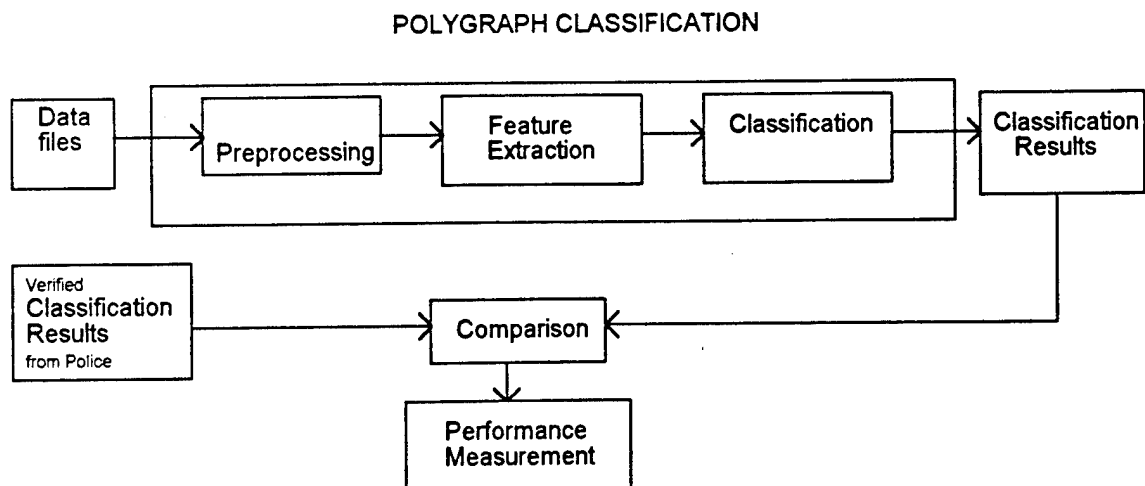 POLYGRAPH CLASSIFICATION
Data
files
Preprocessing
Feature
Extraction
Classification
Classification
Results
Verified
Classification
Results
from Police
Comparison
Performance
Measurement